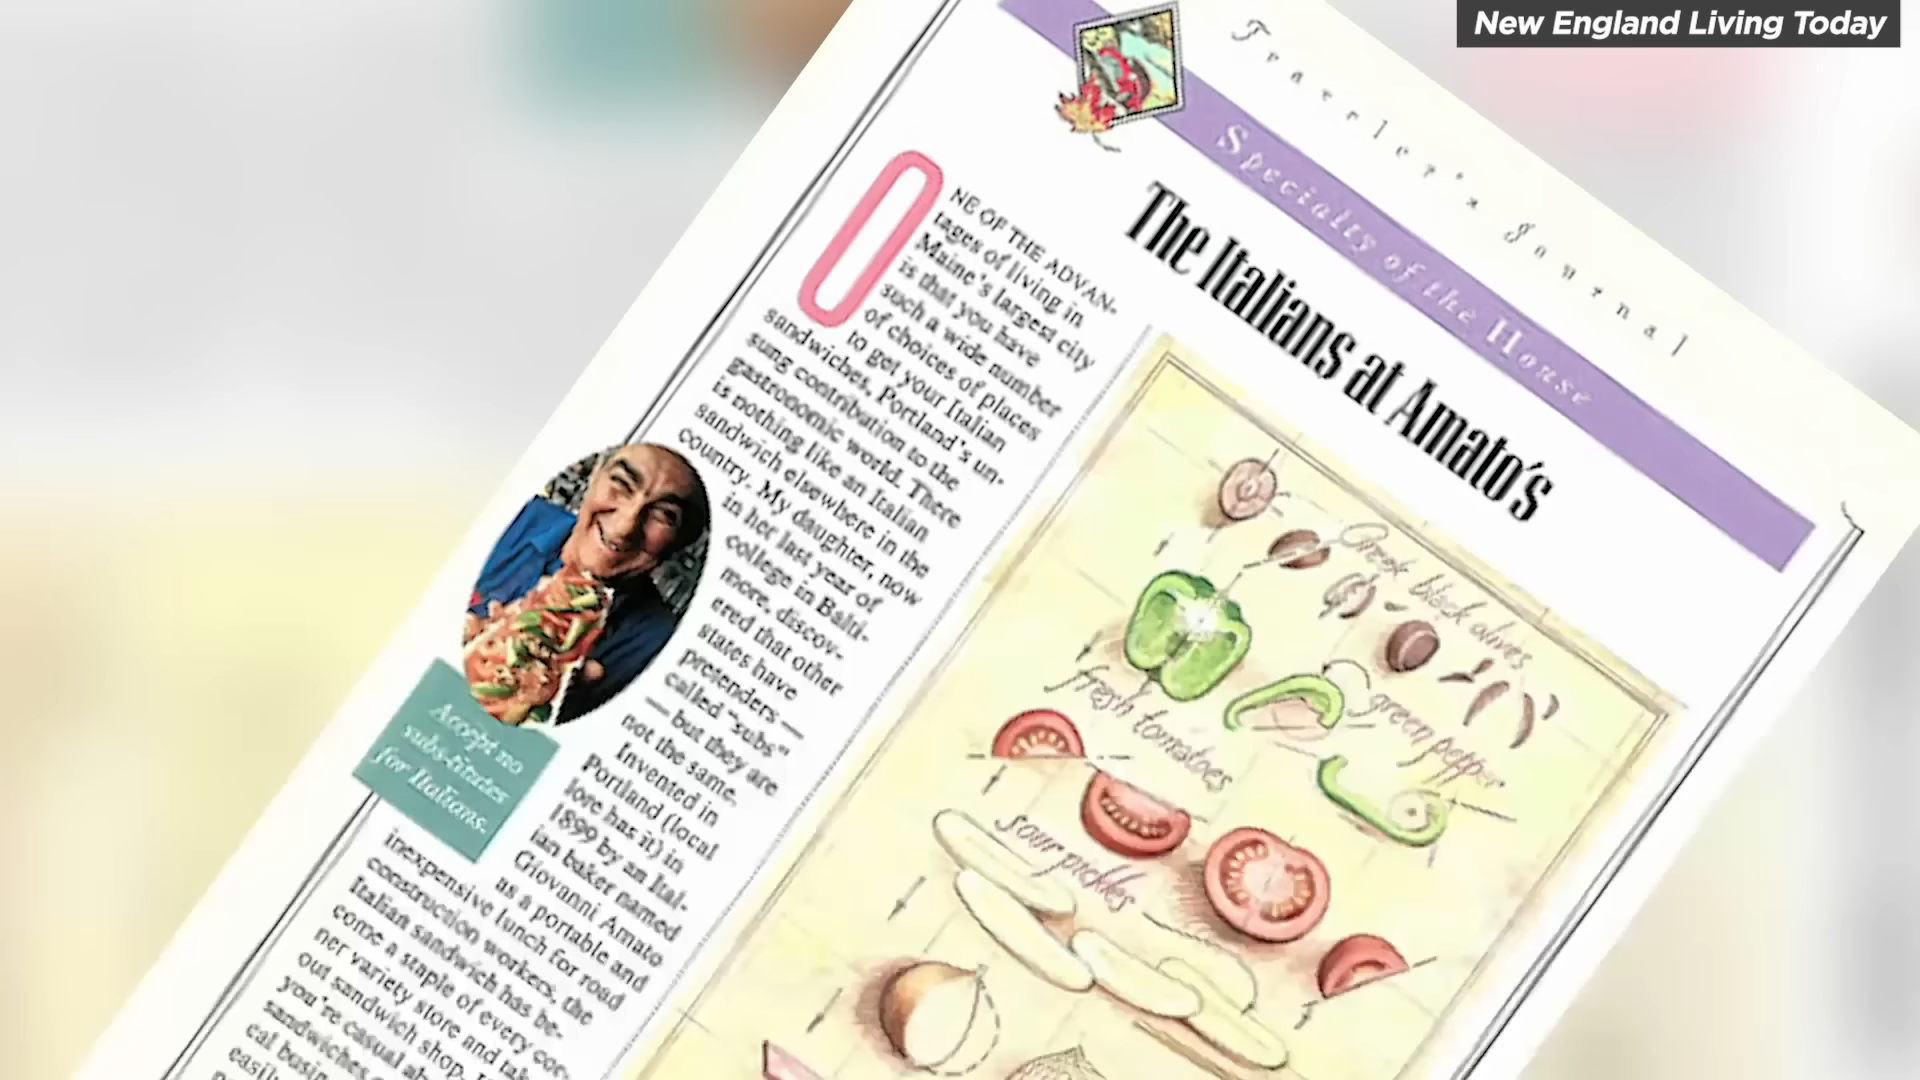 New England Living Today
Traveler's Journal
Specialty of the House
The Italians at Amato's
ONE OF THE ADVAN-
tages of living in
Maine's largest city
is that you have
such a wide number
of choices of places
to get your Italian
sandwiches, Portland's un-
sung contribution to the
gastronomic world. There
is nothing like an Italian
sandwich elsewhere in the
country. My daughter, now
in her last year of
college in Balti-
more, discov-
ered that other
states have
pretenders —
called "subs"
— but they are
not the same.
Invented in
Portland (local
lore has it) in
1899 by an Ital-
ian baker named
Giovanni Amato
as a portable and
inexpensive lunch for road
construction workers, the
Italian sandwich has be-
come a staple of every cor-
ner variety store and take-
out sandwich shop.
you're casual
sandwiches
cal
Accept no
subs-titutes
for Italians.
Greek black olives
green pepper
fresh tomatoes
sour pickles